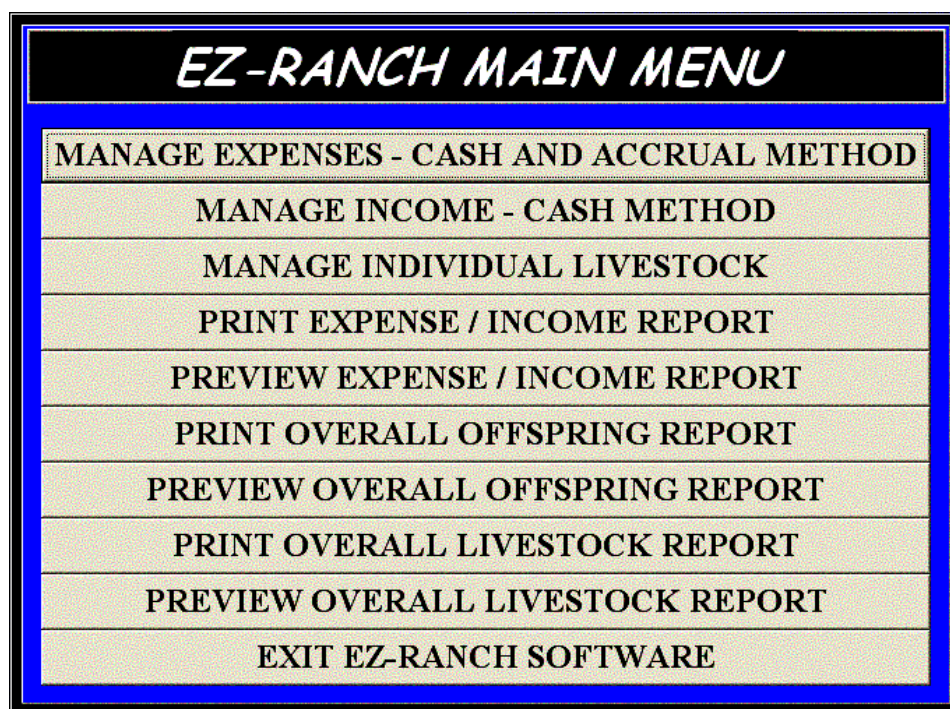 EZ-RANCH MAIN MENU
MANAGE EXPENSES - CASH AND ACCRUAL METHOD
MANAGE INCOME - CASH METHOD
MANAGE INDIVIDUAL LIVESTOCK
PRINT EXPENSE / INCOME REPORT
PREVIEW EXPENSE / INCOME REPORT
PRINT OVERALL OFFSPRING REPORT
PREVIEW OVERALL OFFSPRING REPORT
PRINT OVERALL LIVESTOCK REPORT
PREVIEW OVERALL LIVESTOCK REPORT
EXIT EZ-RANCH SOFTWARE